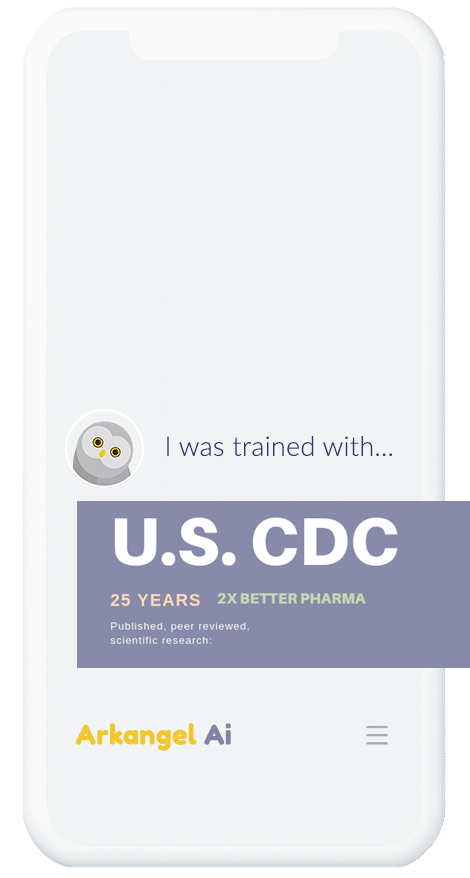 I was trained with...
U.S. CDC
25 YEARS 2X BETTER PHARMA
Published, peer reviewed,
scientific research:
Arkangel Ai